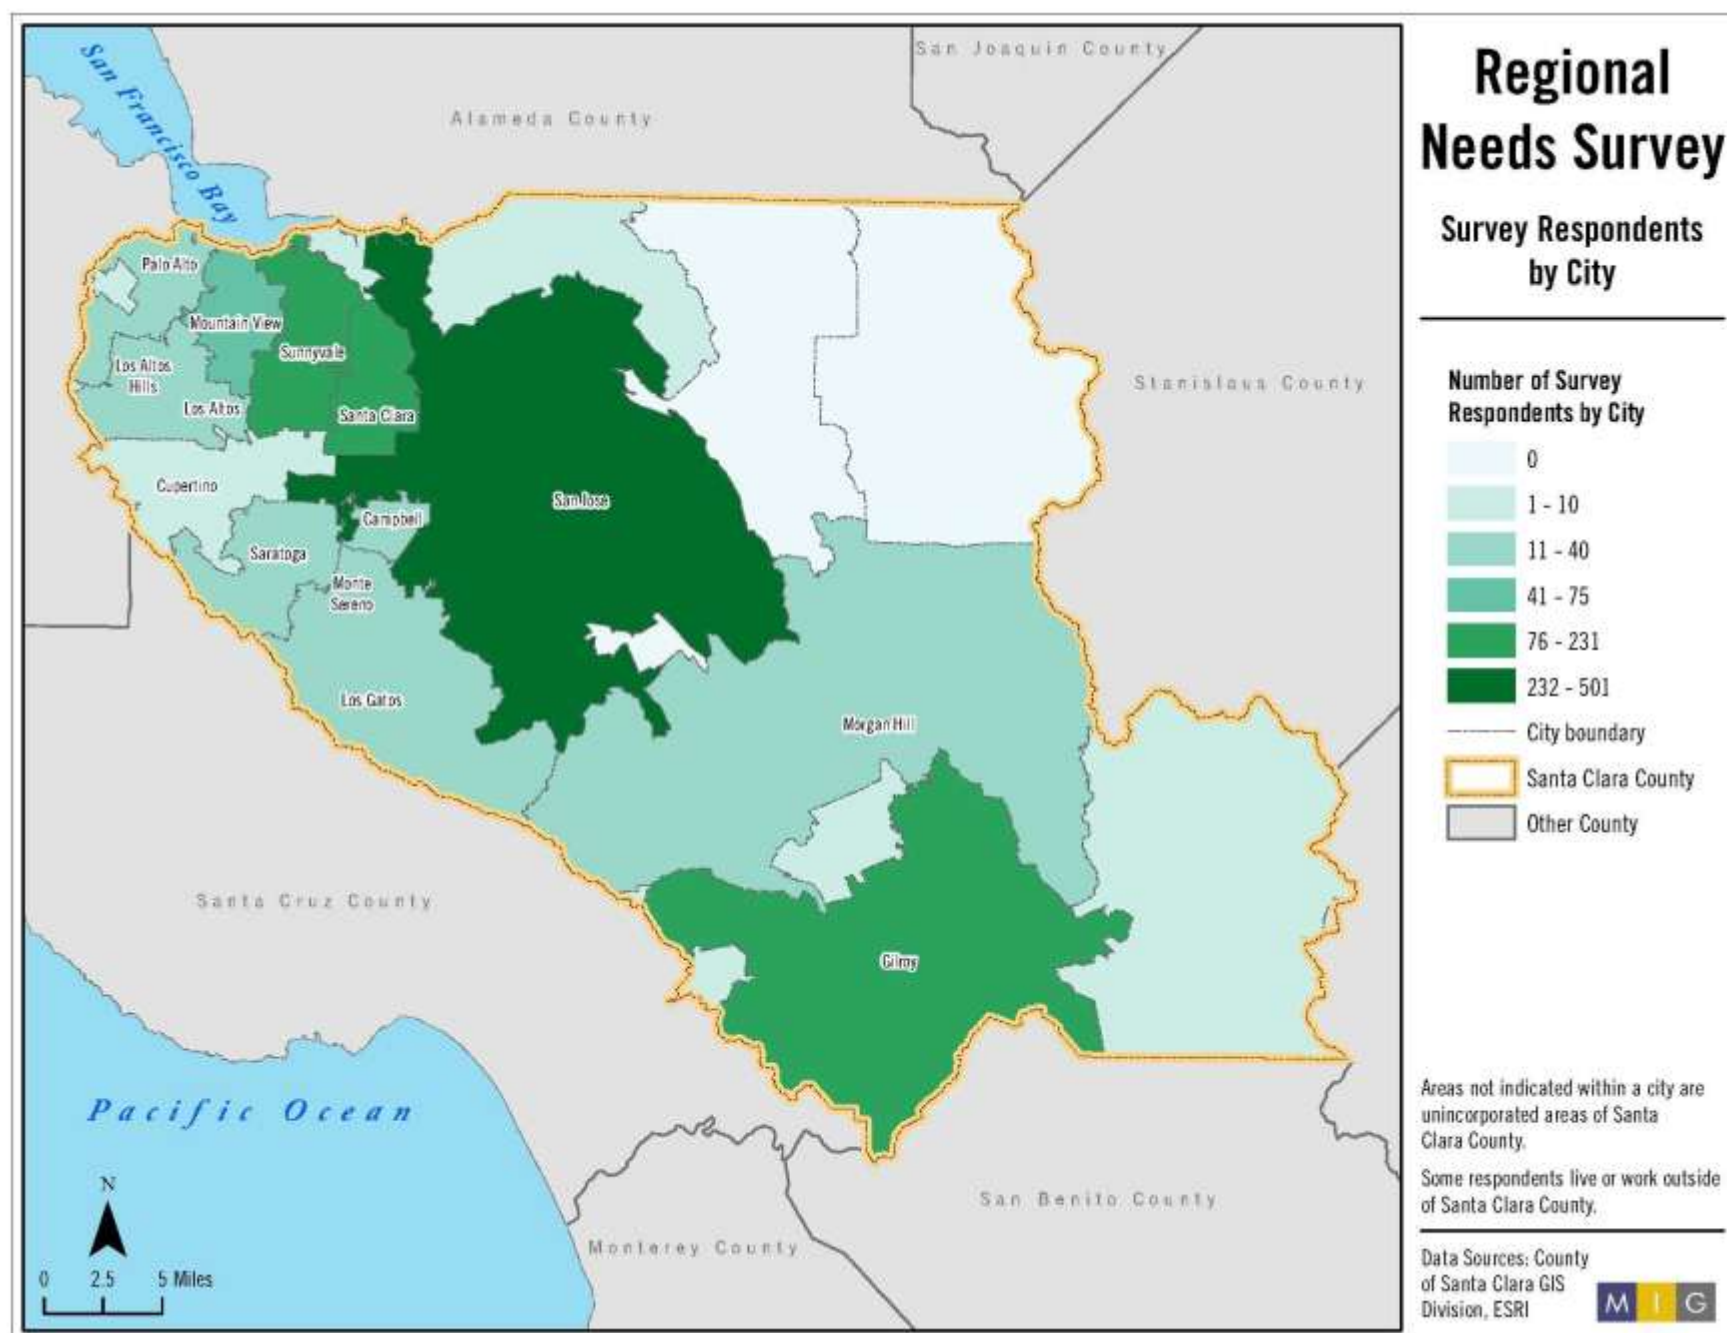 San Francisco Bay
San Joaquin County
Alameda County
Palo Alto
Mountain View
Sunnyvale
Los Altos
Hills
Los Altos
Santa Clara
Stanislaus County
Cupertino
San Jose
Campbell
Saratoga
Monte
Sereno
Los Gatos
Morgan Hill
Santa Cruz County
Gilroy
Pacific Ocean
San Benito County
Monterey County
N
0 2.5 5 Miles
Regional
Needs Survey
Survey Respondents
by City
Number of Survey
Respondents by City
0
1 - 10
11 - 40
41 - 75
76 - 231
232 - 501
City boundary
Santa Clara County
Other County
Areas not indicated within a city are
unincorporated areas of Santa
Clara County.
Some respondents live or work outside
of Santa Clara County.
Data Sources: County
of Santa Clara GIS
Division, ESRI
M I G